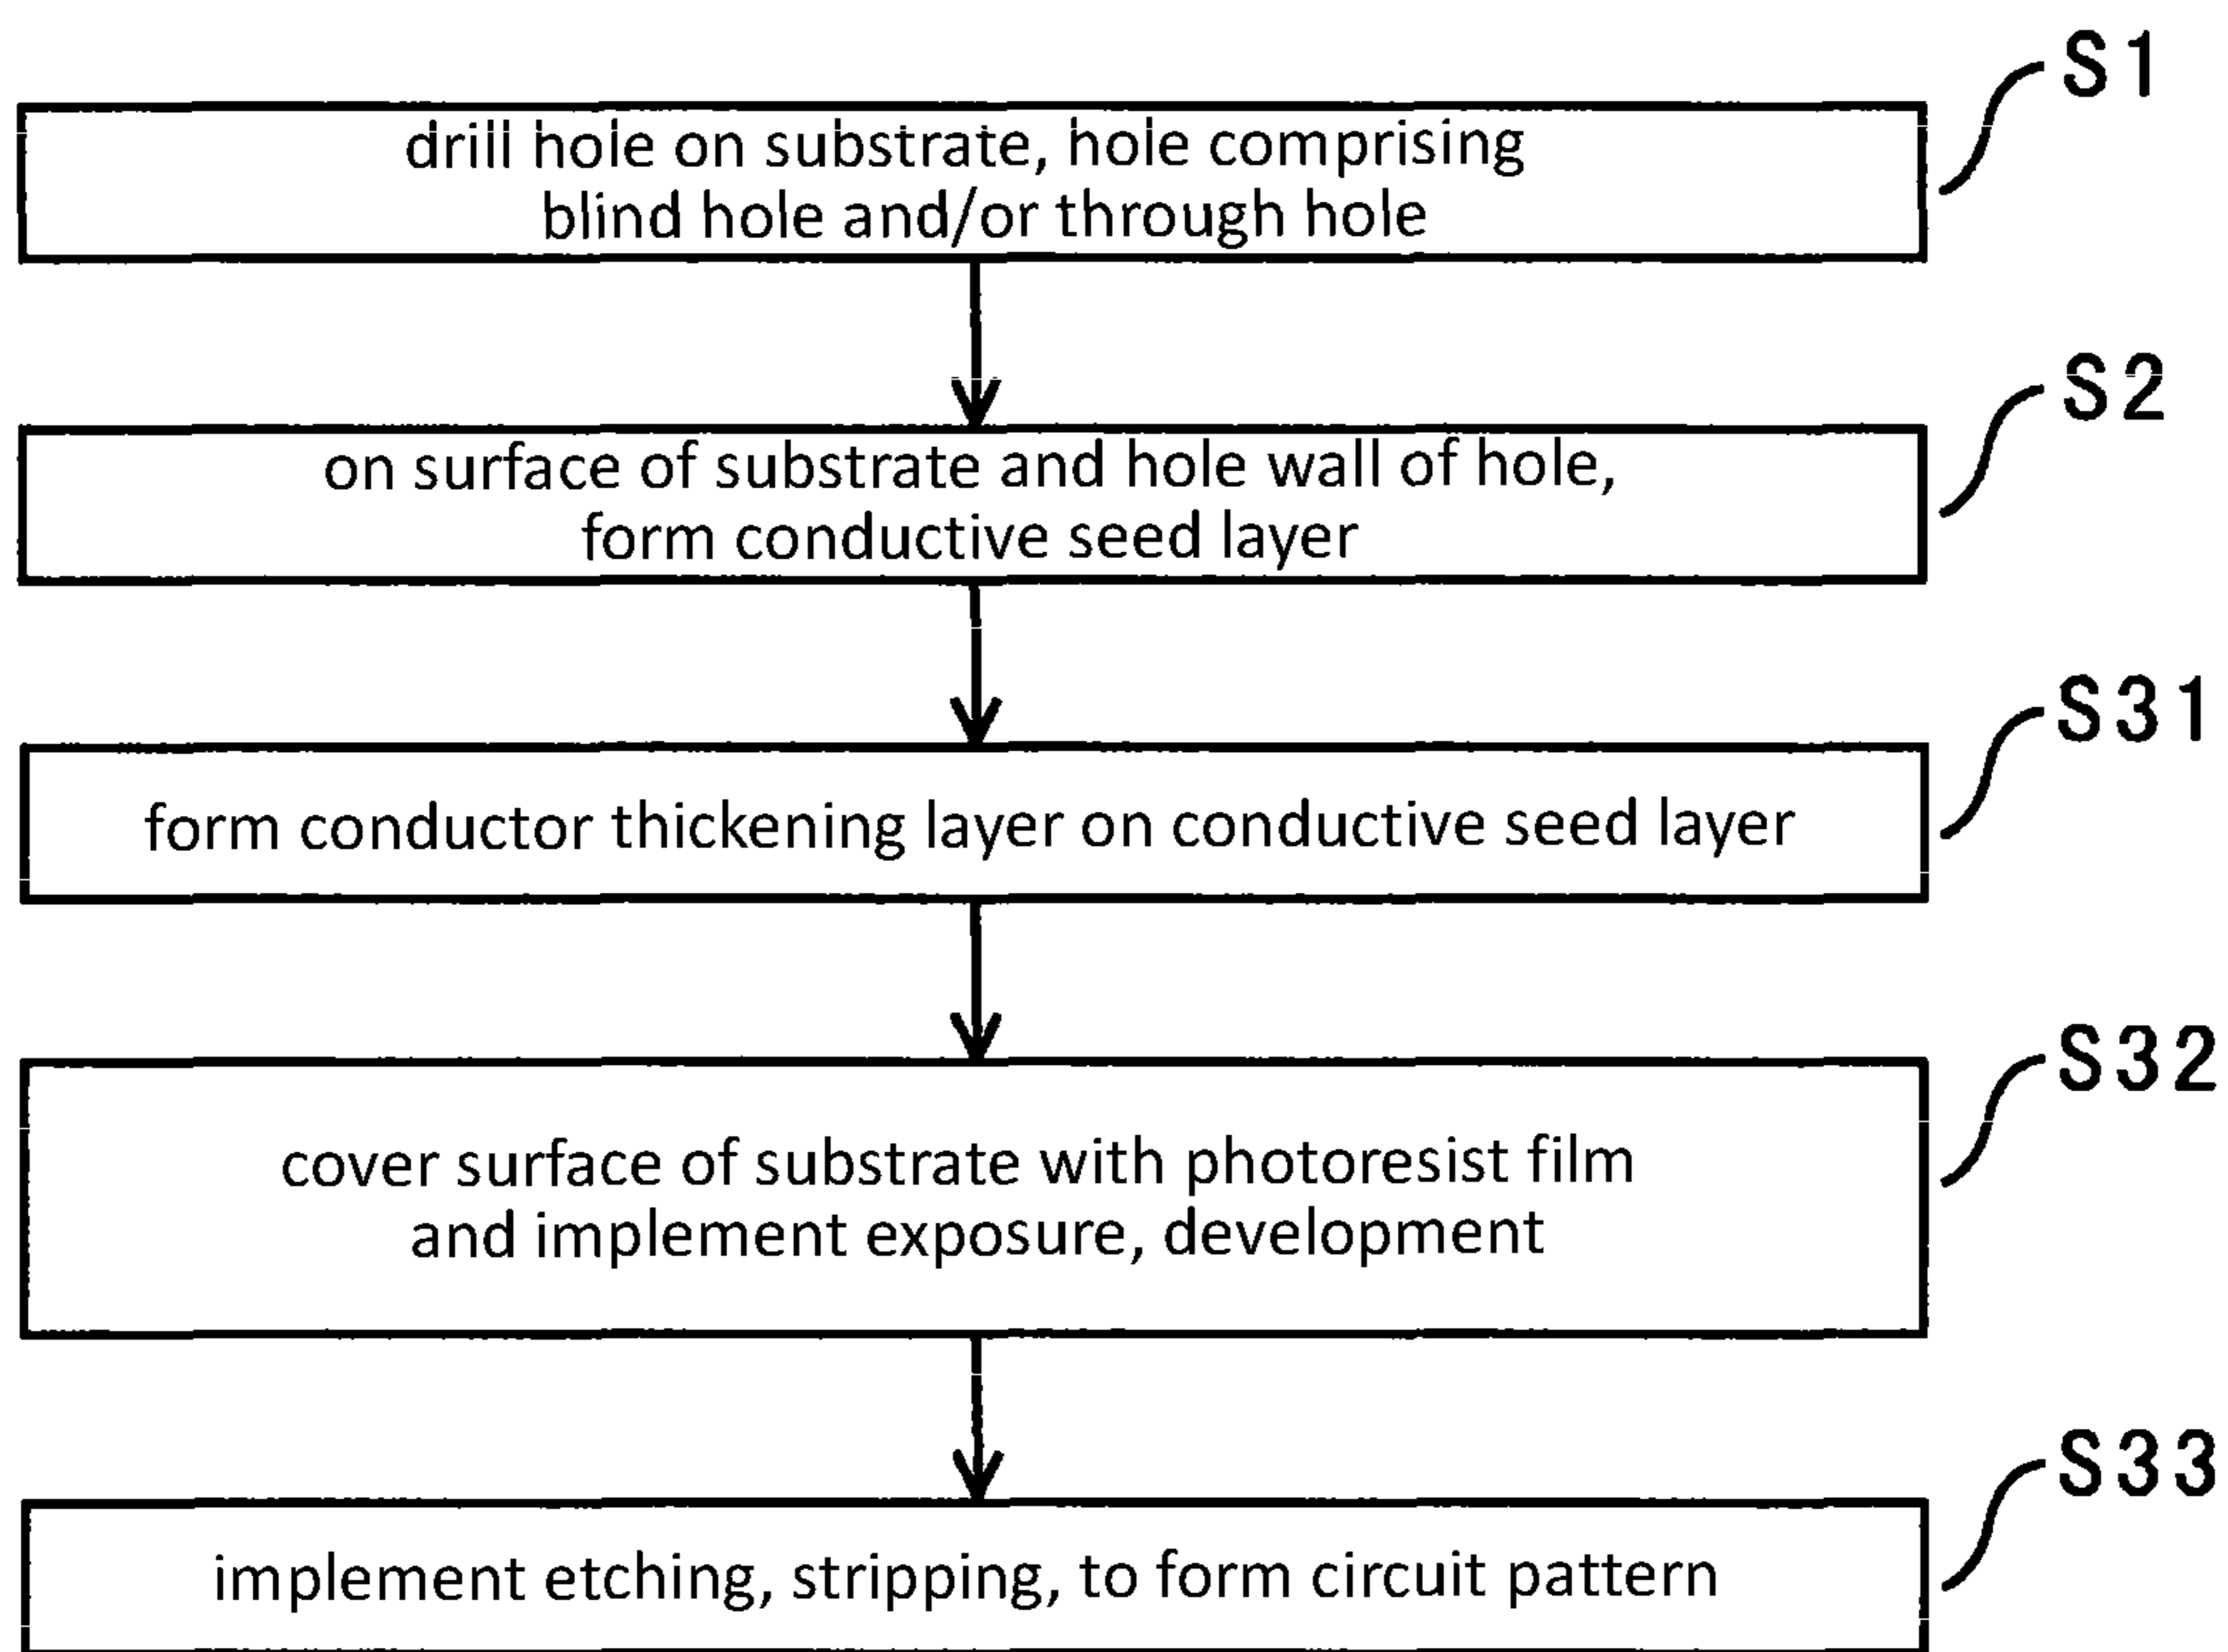 S1
drill hole on substrate, hole comprising
blind hole and/or through hole
S2
on surface of substrate and hole wall of hole,
form conductive seed layer
S31
form conductor thickening layer on conductive seed layer
S32
cover surface of substrate with photoresist film
and implement exposure, development
S33
implement etching, stripping, to form circuit pattern